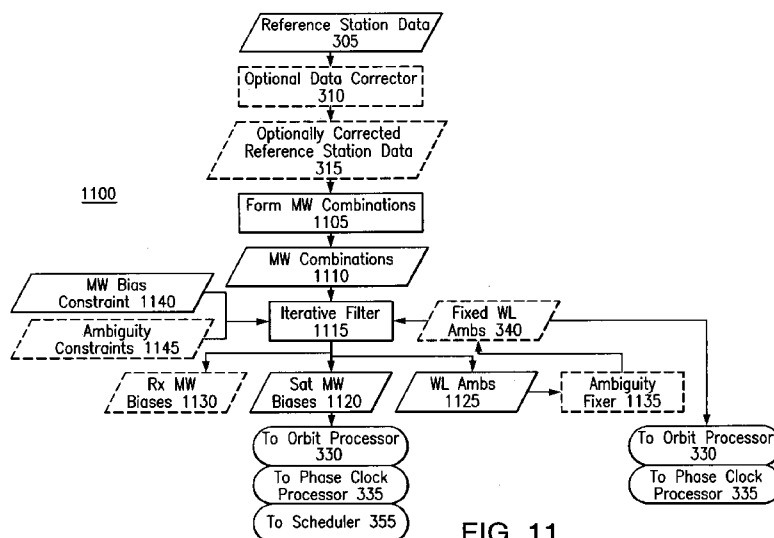 Reference Station Data
305
Optional Data Corrector
310
Optionally Corrected
Reference Station Data
315
1100
Form MW Combinations
1105
MW Combinations
1110
MW Bias
Constraint 1140
Iterative Filter
1115
Fixed WL
Ambs 340
Ambiguity
Constraints 1145
Rx MW
Biases 1130
Sat MW
Biases 1120
WL Ambs
1125
Ambiguity
Fixer 1135
To Orbit Processor
330
To Phase Clock
Processor 335
To Scheduler 355
To Orbit Processor
330
To Phase Clock
Processor 335
FIG. 11